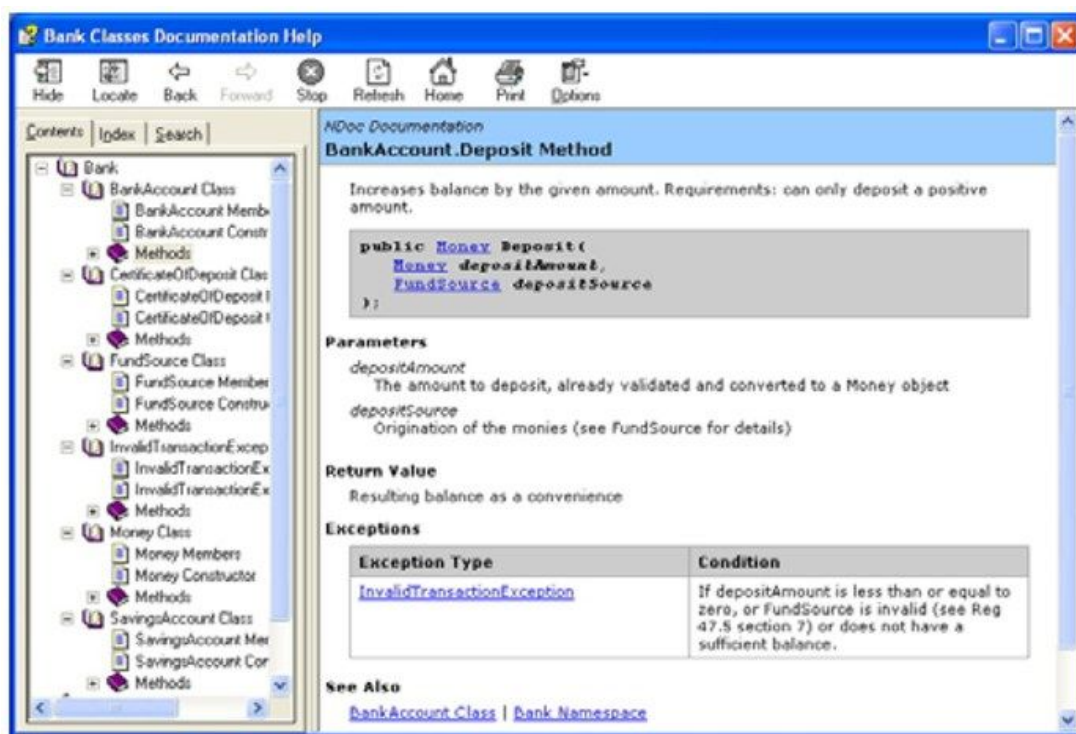 Bank Classes Documentation Help
Hide Locate Back Forward Stop Refresh Home Print Options
Contents Index Search
Bank
BankAccount Class
BankAccount Memb
BankAccount Constr
Methods
CertificateOfDeposit Clas
CertificateOfDeposit
CertificateOfDeposit
Methods
FundSource Class
FundSource Member
FundSource Constru
Methods
InvalidTransactionExcep
InvalidTransactionEx
InvalidTransactionEx
Methods
Money Class
Money Members
Money Constructor
Methods
SavingsAccount Class
SavingsAccount Mer
SavingsAccount Cor
Methods
NDoc Documentation
BankAccount.Deposit Method
Increases balance by the given amount. Requirements: can only deposit a positive
amount.
public Money Deposit(
Money depositAmount,
FundSource depositSource
);
Parameters
depositAmount
The amount to deposit, already validated and converted to a Money object
depositSource
Origination of the monies (see FundSource for details)
Return Value
Resulting balance as a convenience
Exceptions
Exception Type Condition
InvalidTransactionException If depositAmount is less than or equal to
zero, or FundSource is invalid (see Reg
47.5 section 7) or does not have a
sufficient balance.
See Also
BankAccount Class | Bank Namespace